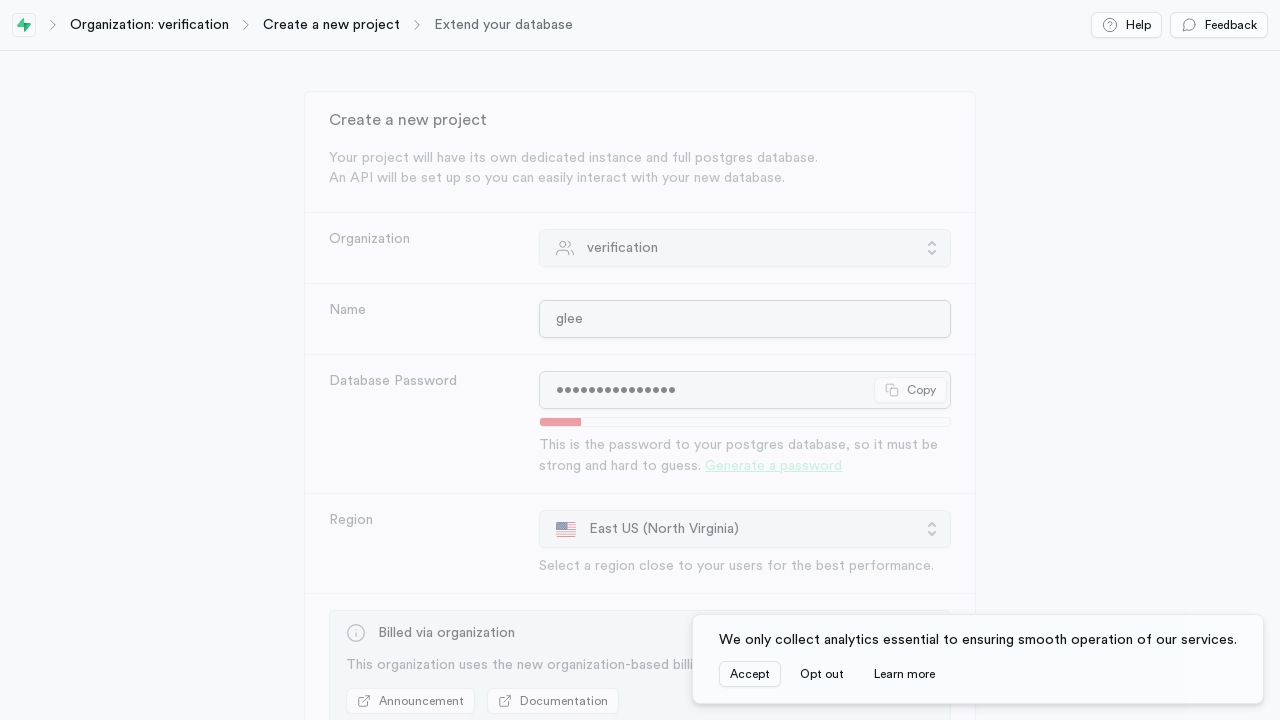 Organization: verification
Create a new project
Extend your database
Help
Feedback
Create a new project
Your project will have its own dedicated instance and full postgres database.
An API will be set up so you can easily interact with your new database.
Organization
verification
Name
glee
Database Password
•••••••••••••••
Copy
This is the password to your postgres database, so it must be
strong and hard to guess. Generate a password
Region
East US (North Virginia)
Select a region close to your users for the best performance.
Billed via organization
This organization uses the new organization-based
Announcement
Documentation
We only collect analytics essential to ensuring smooth operation of our services.
Accept
Opt out
Learn more